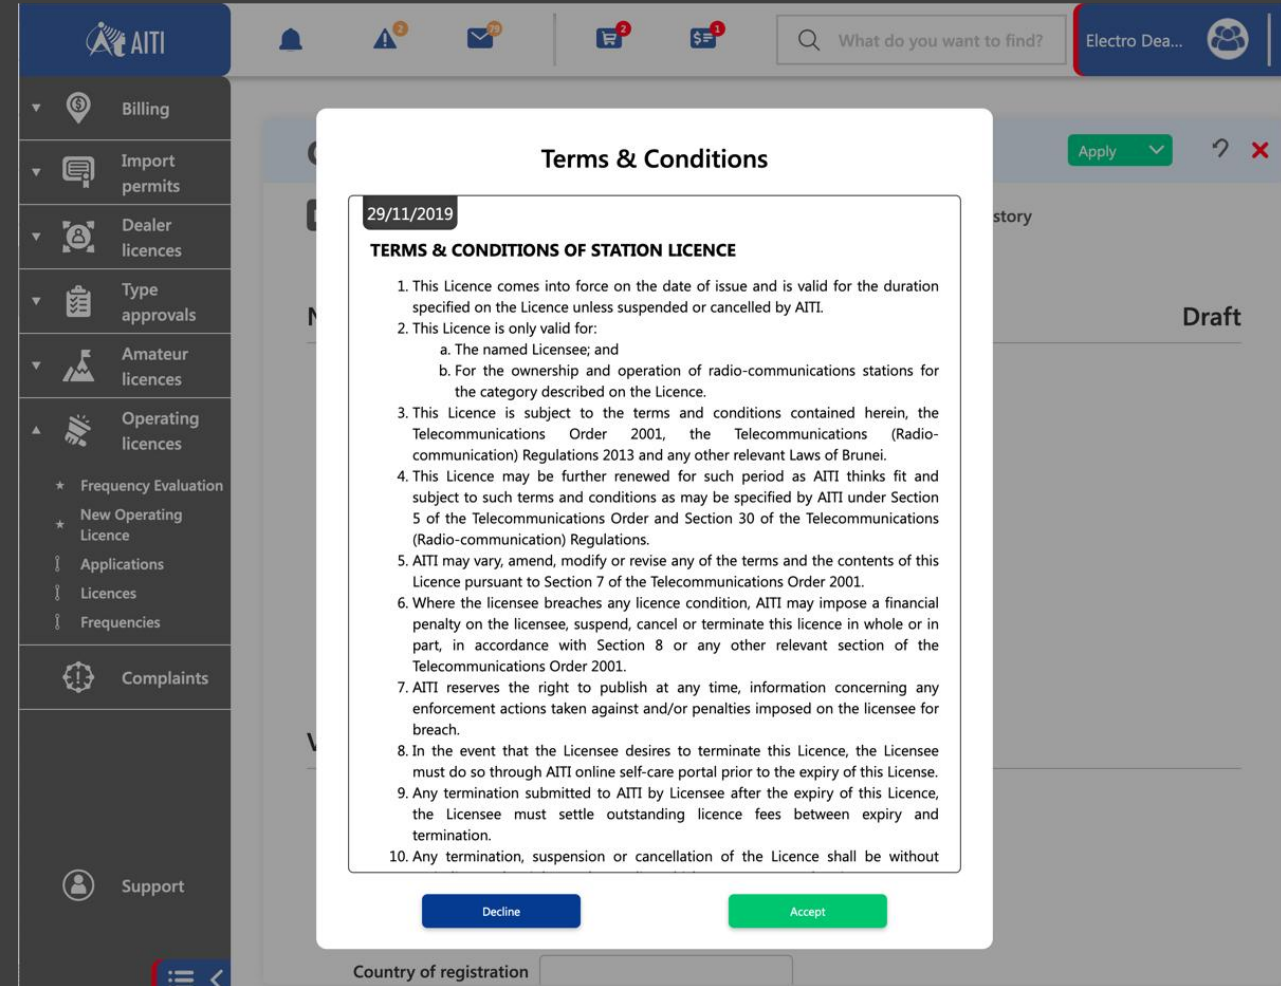 AITI
2
79
2
1
What do you want to find?
Electro Dea...
Billing
Import
permits
Dealer
licences
Type
approvals
Amateur
licences
Operating
licences
Frequency Evaluation
New Operating
Licence
Applications
Licences
Frequencies
Complaints
Support
Apply
story
Draft
Terms & Conditions
29/11/2019
TERMS & CONDITIONS OF STATION LICENCE
1. This Licence comes into force on the date of issue and is valid for the duration
specified on the Licence unless suspended or cancelled by AITI.
2. This Licence is only valid for:
a. The named Licensee; and
b. For the ownership and operation of radio-communications stations for
the category described on the Licence.
3. This Licence is subject to the terms and conditions contained herein, the
Telecommunications Order 2001, the Telecommunications (Radio-
communication) Regulations 2013 and any other relevant Laws of Brunei.
4. This Licence may be further renewed for such period as AITI thinks fit and
subject to such terms and conditions as may be specified by AITI under Section
5 of the Telecommunications Order and Section 30 of the Telecommunications
(Radio-communication) Regulations.
5. AITI may vary, amend, modify or revise any of the terms and the contents of this
Licence pursuant to Section 7 of the Telecommunications Order 2001.
6. Where the licensee breaches any licence condition, AITI may impose a financial
penalty on the licensee, suspend, cancel or terminate this licence in whole or in
part, in accordance with Section 8 or any other relevant section of the
Telecommunications Order 2001.
7. AITI reserves the right to publish at any time, information concerning any
enforcement actions taken against and/or penalties imposed on the licensee for
breach.
8. In the event that the Licensee desires to terminate this Licence, the Licensee
must do so through AITI online self-care portal prior to the expiry of this License.
9. Any termination submitted to AITI by Licensee after the expiry of this Licence,
the Licensee must settle outstanding licence fees between expiry and
termination.
10. Any termination, suspension or cancellation of the Licence shall be without
Decline
Accept
Country of registration